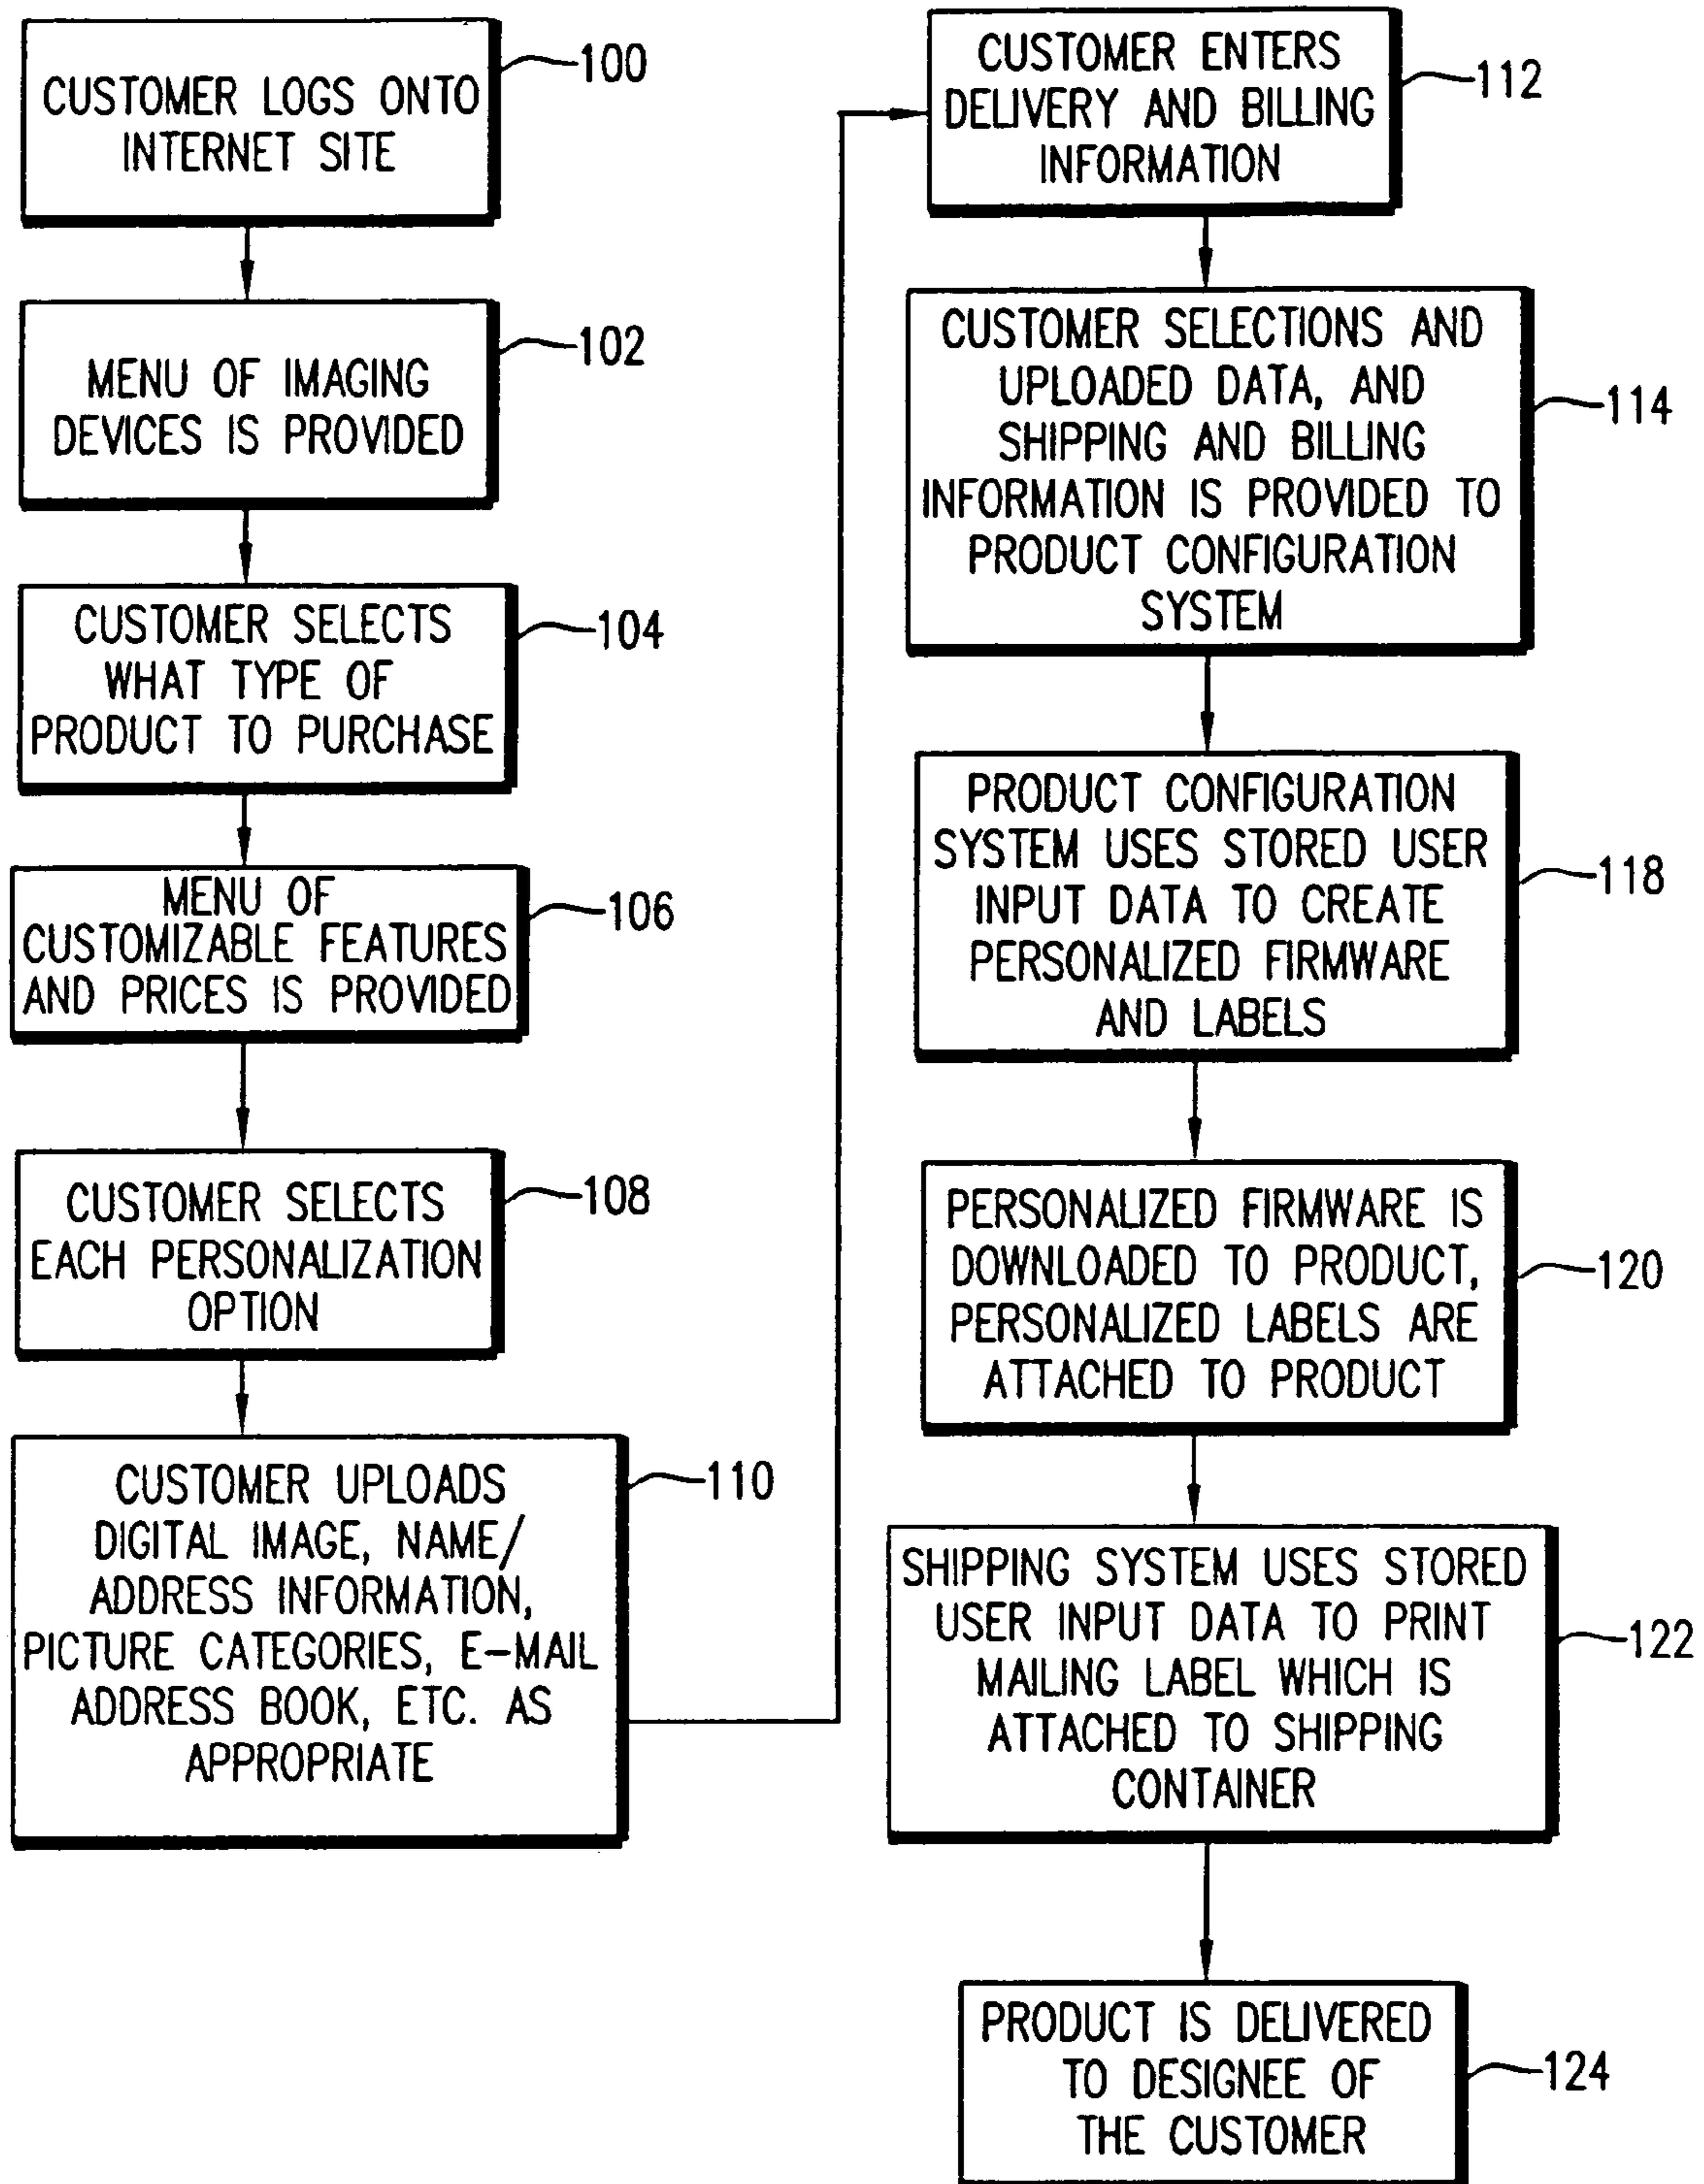 CUSTOMER LOGS ONTO
INTERNET SITE
100
MENU OF IMAGING
DEVICES IS PROVIDED
102
CUSTOMER SELECTS
WHAT TYPE OF
PRODUCT TO PURCHASE
104
MENU OF
CUSTOMIZABLE FEATURES
AND PRICES IS PROVIDED
106
CUSTOMER SELECTS
EACH PERSONALIZATION
OPTION
108
CUSTOMER UPLOADS
DIGITAL IMAGE, NAME/
ADDRESS INFORMATION,
PICTURE CATEGORIES, E-MAIL
ADDRESS BOOK, ETC. AS
APPROPRIATE
110
CUSTOMER ENTERS
DELIVERY AND BILLING
INFORMATION
112
CUSTOMER SELECTIONS AND
UPLOADED DATA, AND
SHIPPING AND BILLING
INFORMATION IS PROVIDED TO
PRODUCT CONFIGURATION
SYSTEM
114
PRODUCT CONFIGURATION
SYSTEM USES STORED USER
INPUT DATA TO CREATE
PERSONALIZED FIRMWARE
AND LABELS
118
PERSONALIZED FIRMWARE IS
DOWNLOADED TO PRODUCT,
PERSONALIZED LABELS ARE
ATTACHED TO PRODUCT
120
SHIPPING SYSTEM USES STORED
USER INPUT DATA TO PRINT
MAILING LABEL WHICH IS
ATTACHED TO SHIPPING
CONTAINER
122
PRODUCT IS DELIVERED
TO DESIGNEE OF
THE CUSTOMER
124